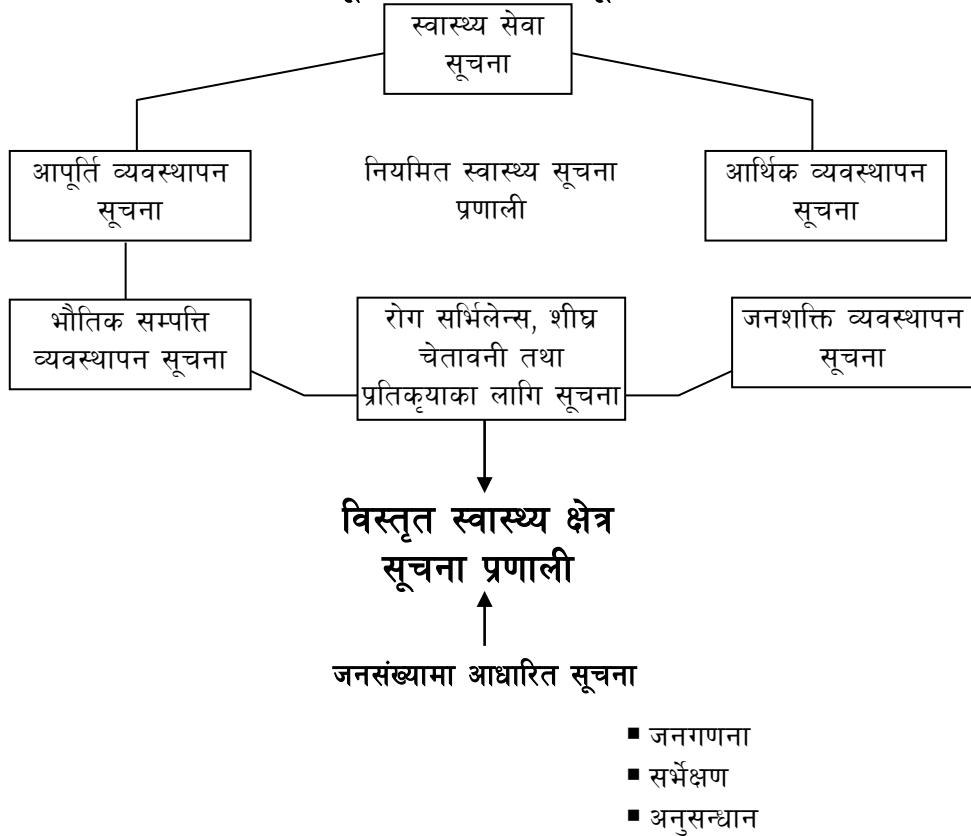 स्वास्थ्य सेवा
सूचना
आपूर्ति व्यवस्थापन
सूचना
नियमित स्वास्थ्य सूचना
प्रणाली
आर्थिक व्यवस्थापन
सूचना
भौतिक सम्पत्ति
व्यवस्थापन सूचना
रोग सर्भिलेन्स, शीघ्र
चेतावनी तथा
प्रतिकृयाका लागि सूचना
जनशक्ति व्यवस्थापन
सूचना
विस्तृत स्वास्थ्य क्षेत्र
सूचना प्रणाली
जनसंख्यामा आधारित सूचना
▪ जनगणना
▪ सर्भेक्षण
▪ अनुसन्धान